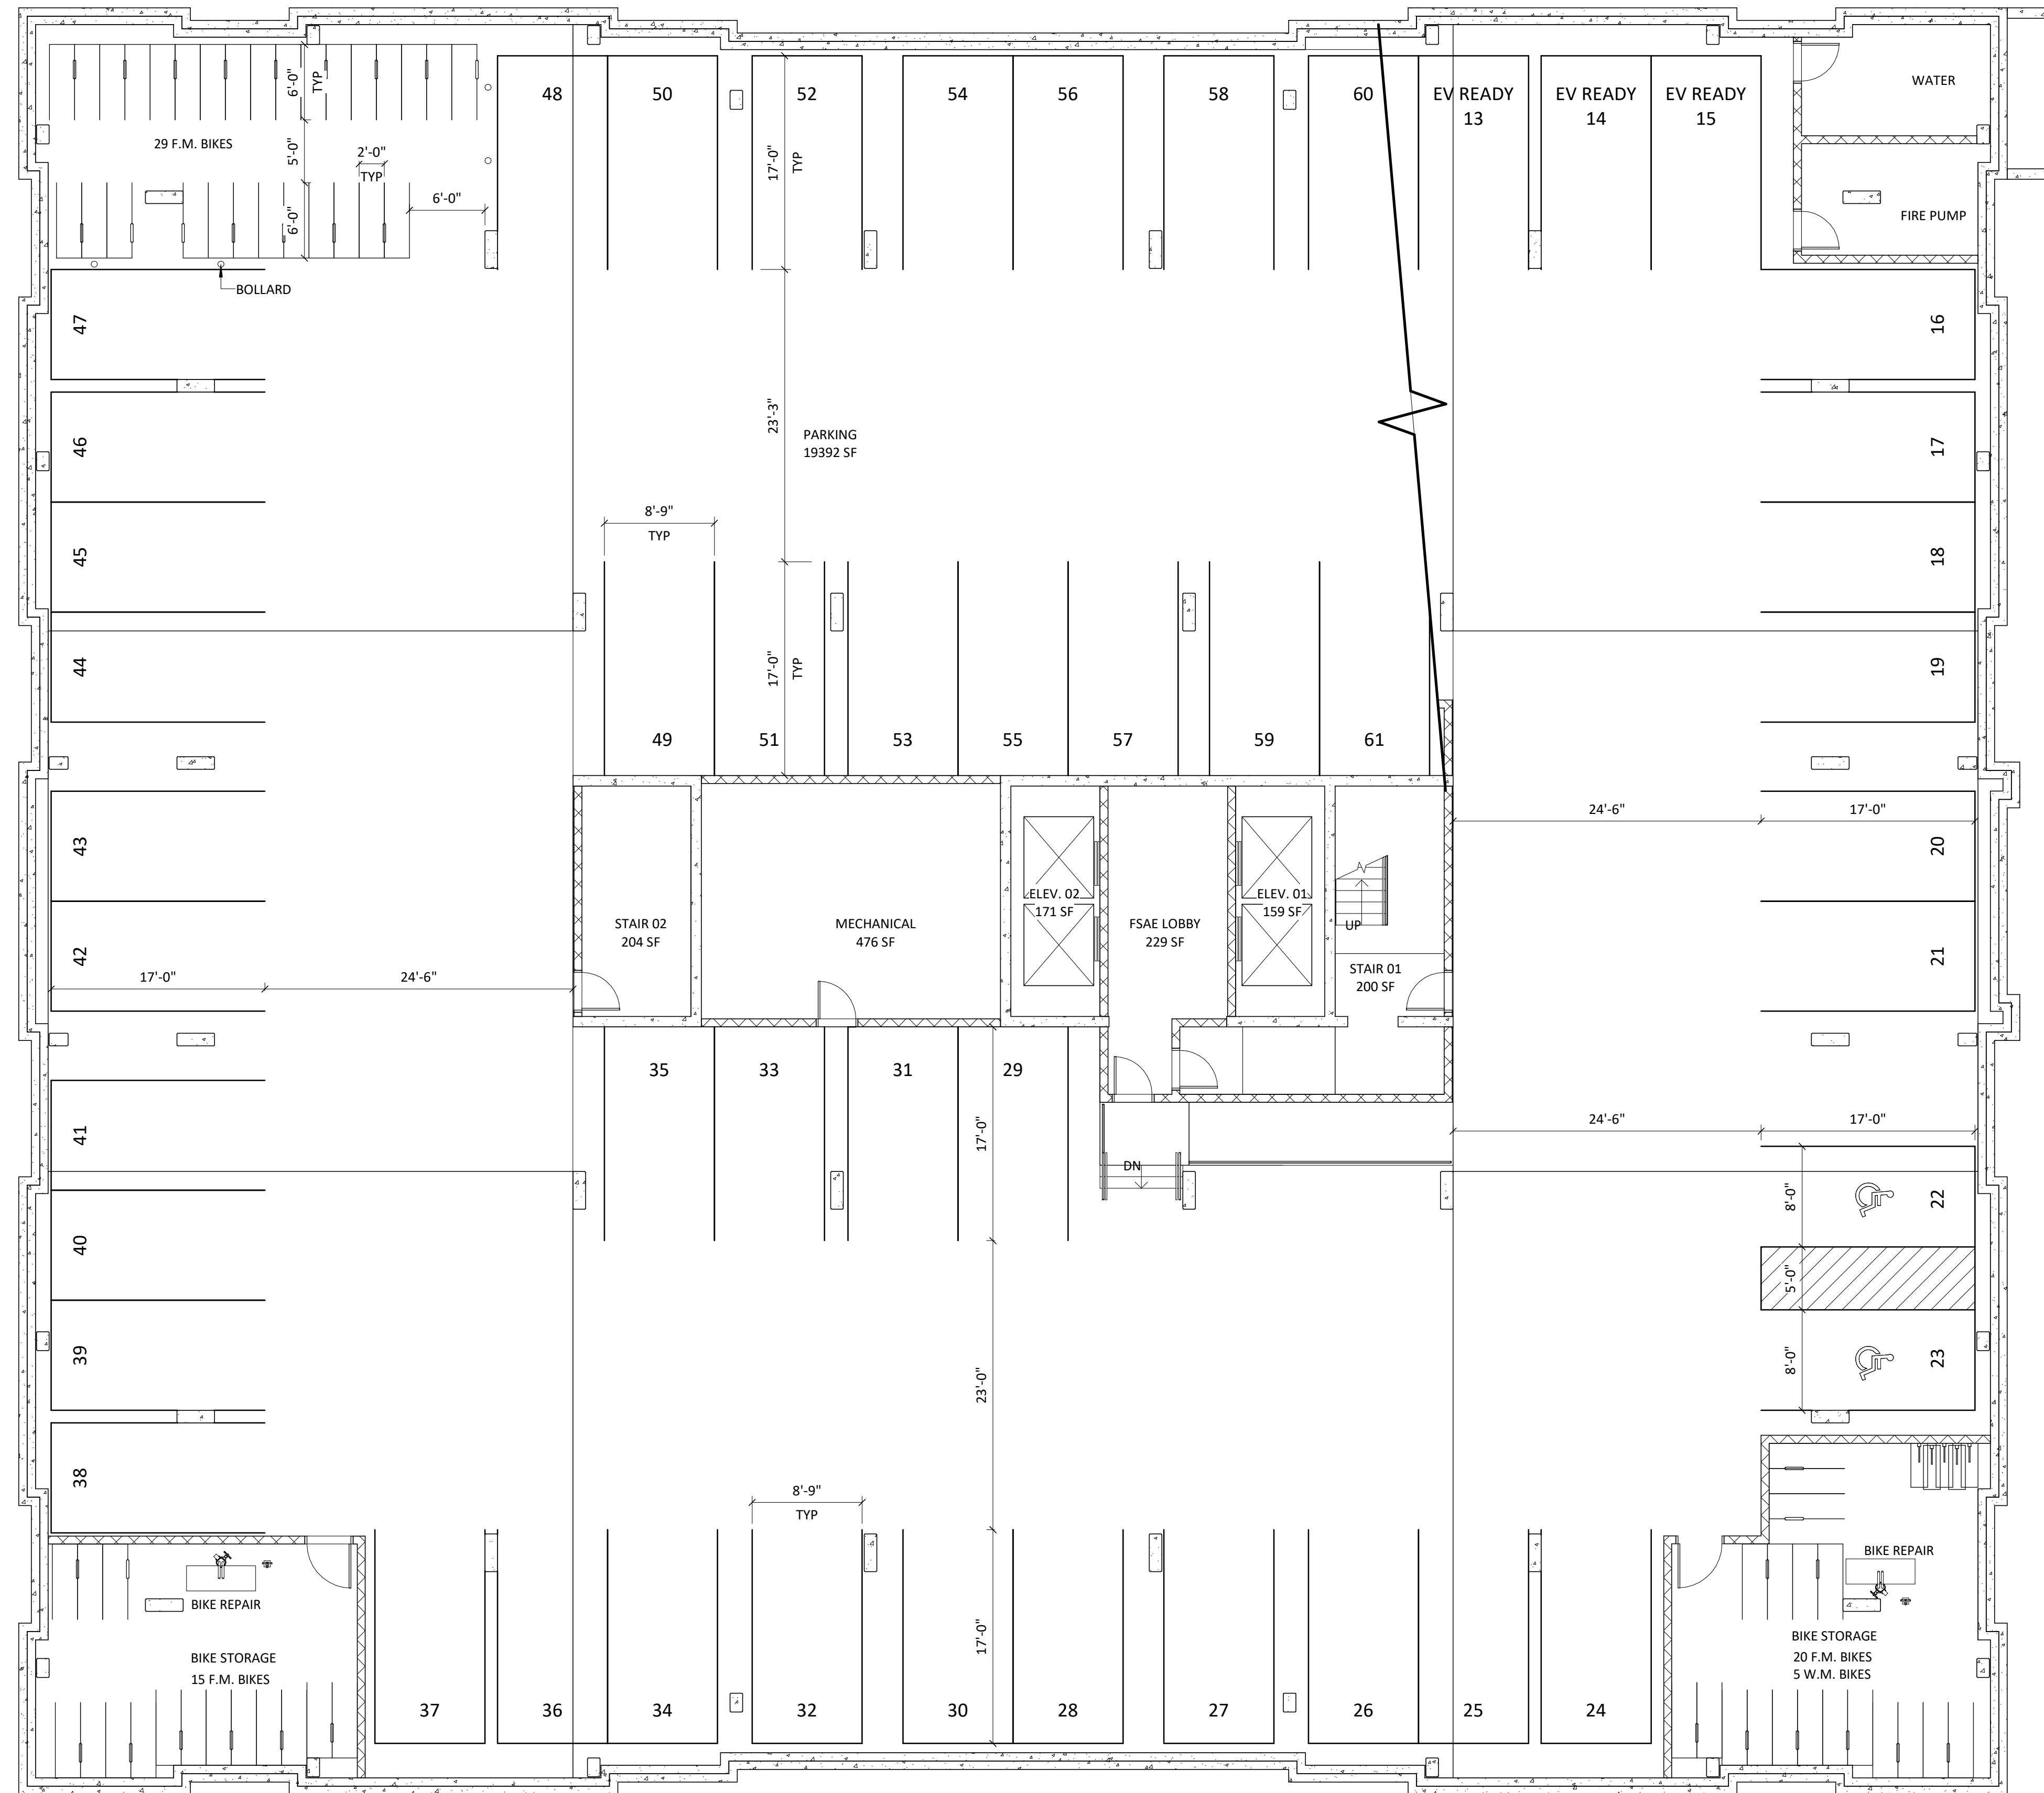 48
50
52
54
56
58
60
EV READY
13
EV READY
14
EV READY
15
WATER
6'-0"
TYP
29 F.M. BIKES
5'-0"
2'-0"
TYP
6'-0"
6'-0"
17'-0"
TYP
FIRE PUMP
BOLLARD
47
16
23'-3"
PARKING
19392 SF
46
17
8'-9"
TYP
45
18
44
17'-0"
TYP
19
49
51
53
55
57
59
61
24'-6"
17'-0"
43
20
ELEV. 02
171 SF
ELEV. 01
159 SF
STAIR 02
204 SF
MECHANICAL
476 SF
FSAE LOBBY
229 SF
UP
42
21
17'-0"
24'-6"
STAIR 01
200 SF
35
33
31
29
24'-6"
17'-0"
41
17'-0"
DN
8'-0"
22
40
5'-0"
39
8'-0"
23
23'-0"
38
8'-9"
TYP
BIKE REPAIR
BIKE REPAIR
17'-0"
BIKE STORAGE
15 F.M. BIKES
BIKE STORAGE
20 F.M. BIKES
5 W.M. BIKES
37
36
34
32
30
28
27
26
25
24